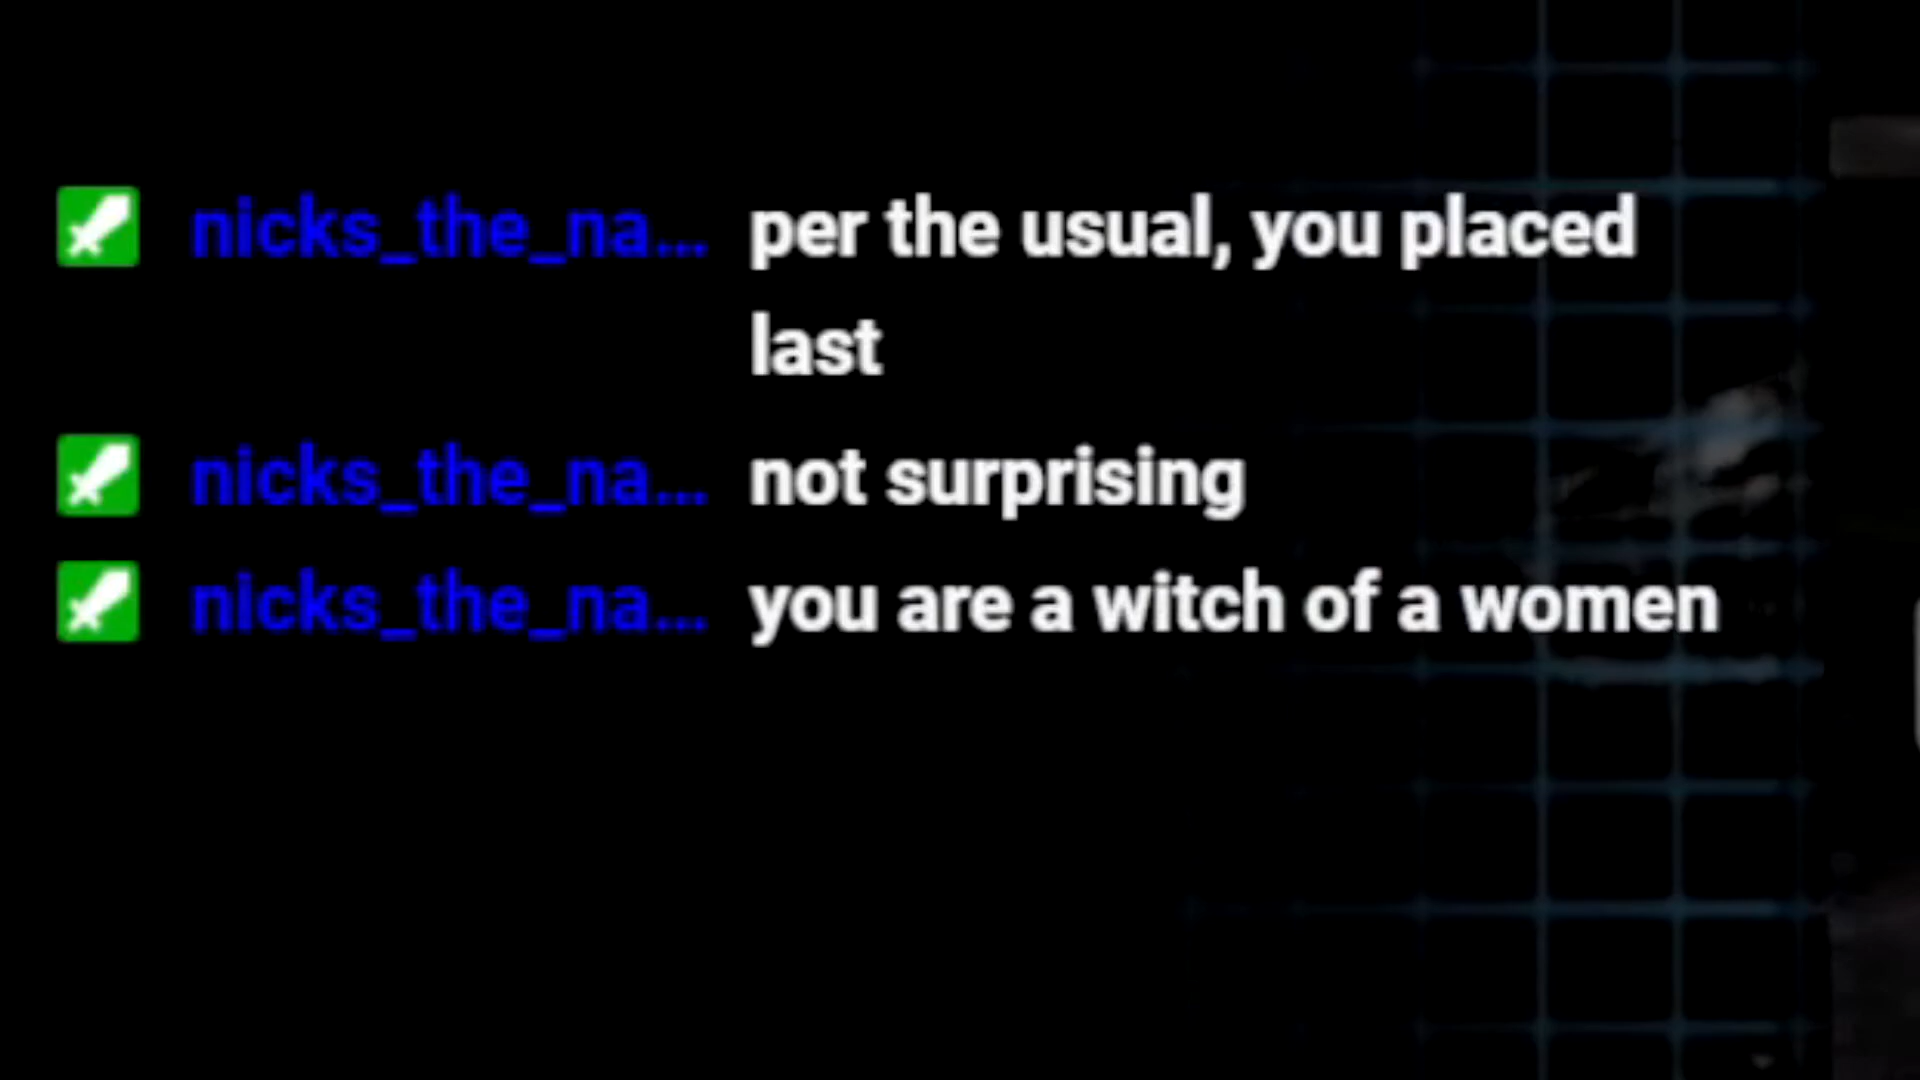 nicks_the_na... per the usual, you placed
last
nicks_the_na... not surprising
nicks_the_na... you are a witch of a women